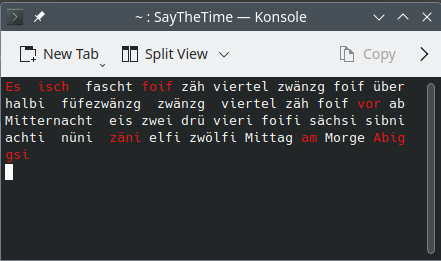 ~ : SayTheTime — Konsole
New Tab Split View Copy
Es isch fascht foif zäh viertel zwänzg foif über
halbi füfezwänzg zwänzg viertel zäh foif vor ab
Mitternacht eis zwei drü vieri foifi sächsi sibni
achti nüni zäni elfi zwölfi Mittag am Morge Abig
gsi